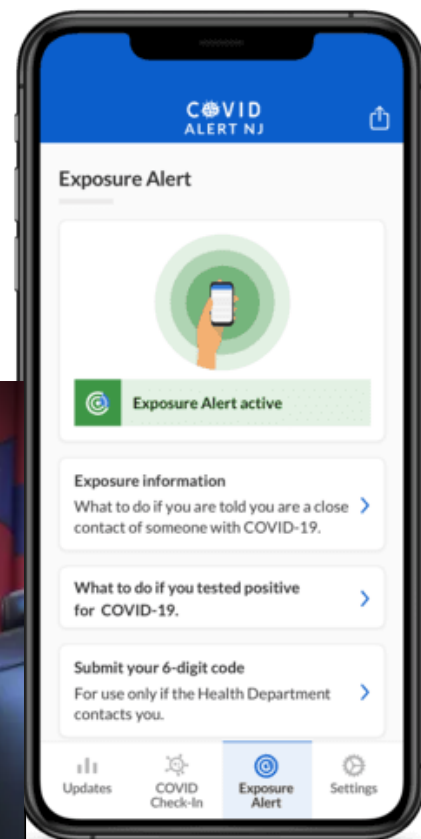 COVID
ALERT NJ
Exposure Alert
Exposure Alert active
Exposure information
What to do if you are told you are a close
contact of someone with COVID-19.
What to do if you tested positive
for COVID-19.
Submit your 6-digit code
For use only if the Health Department
contacts you.
Updates
COVID
Check-In
Exposure
Alert
Settings